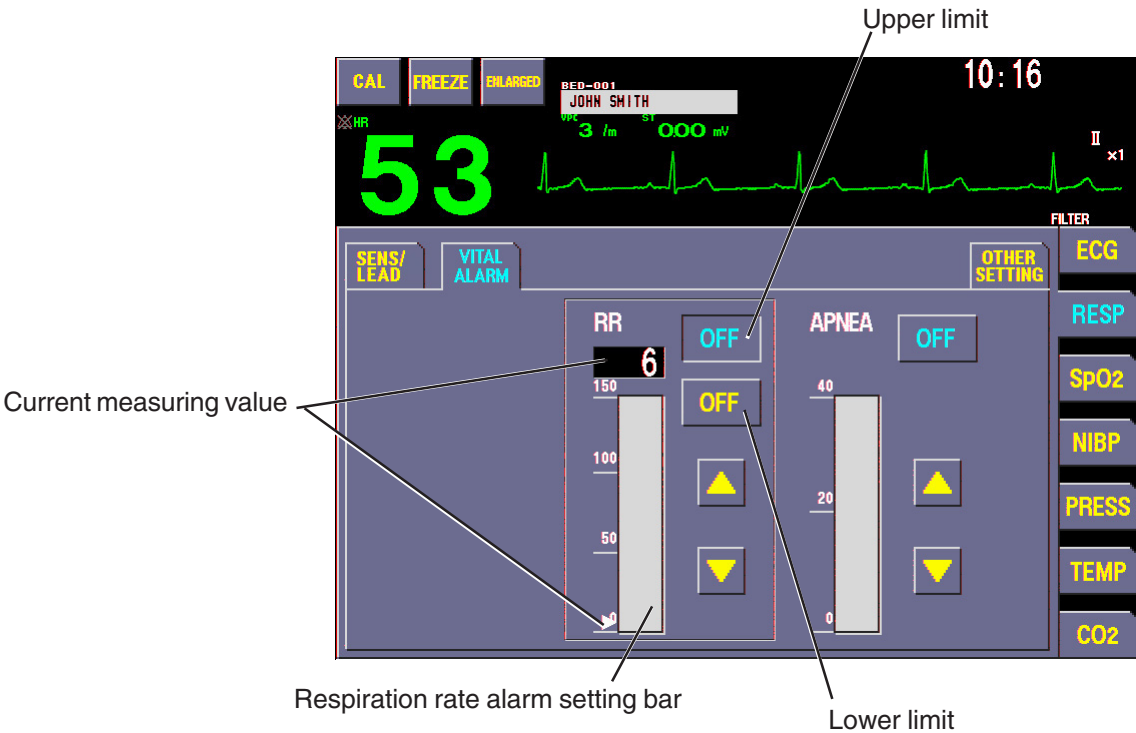 Upper limit
CAL
FREEZE
ENLARGED
BED-001
JOHN SMITH
10:16
HR
53
VPC
3 /m
ST
0.00 mV
II
×1
FILTER
SENS/
LEAD
VITAL
ALARM
OTHER
SETTING
ECG
RESP
SpO2
NIBP
PRESS
TEMP
CO2
RR
OFF
6
OFF
150
100
50
0
APNEA
OFF
40
20
0
Current measuring value
Respiration rate alarm setting bar
Lower limit